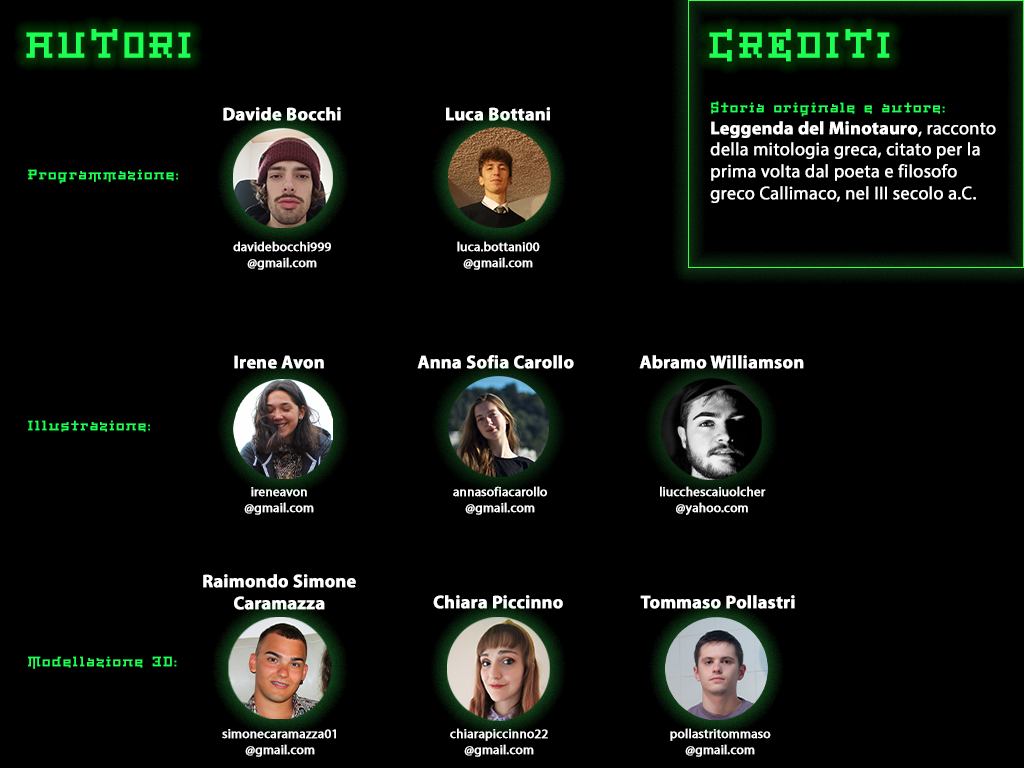 AUTORI
Programmazione:
Davide Bocchi
davidebocchi999
@gmail.com
Luca Bottani
luca.bottani00
@gmail.com
CREDITI
Storia originale e autore:
Leggenda del Minotauro, racconto
della mitologia greca, citato per la
prima volta dal poeta e filosofo
greco Callimaco, nel III secolo a.C.
Illustrazione:
Irene Avon
ireneavon
@gmail.com
Anna Sofia Carollo
annasofiacarollo
@gmail.com
Abramo Williamson
liucchescaiuolcher
@yahoo.com
Modellazione 3D:
Raimondo Simone
Caramazza
simonecaramazza01
@gmail.com
Chiara Piccinno
chiarapiccinno22
@gmail.com
Tommaso Pollastri
pollastritommaso
@gmail.com